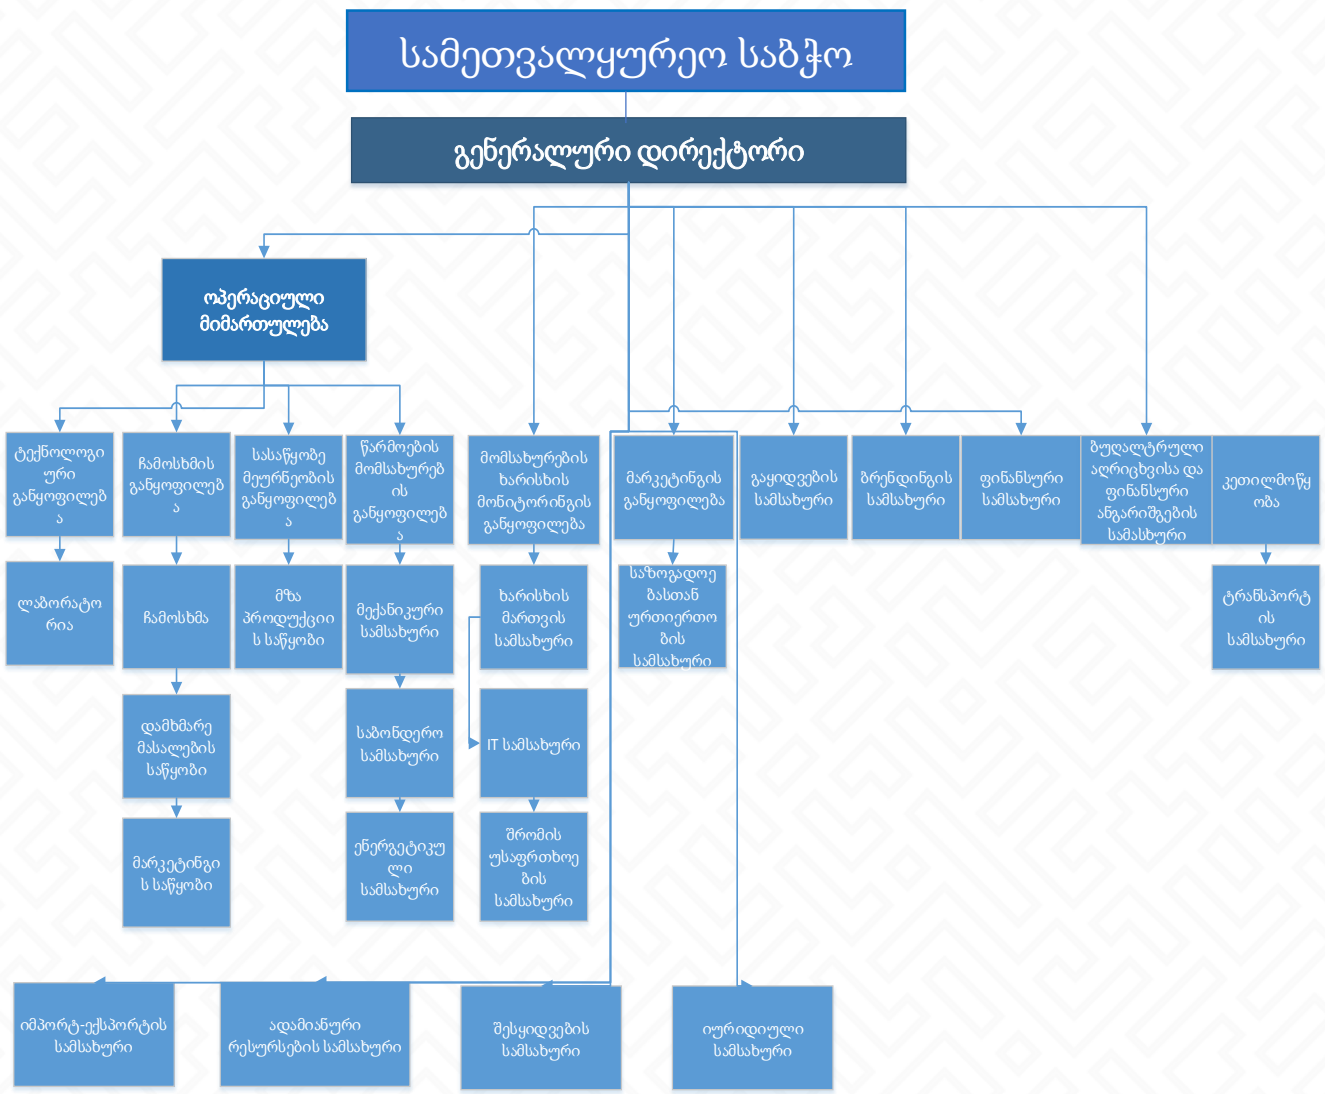 სამეთვალყურეო საბჭო
გენერალური დირექტორი
ოპერაციული
მიმართულება
ტექნოლოგი
ური
განყოფილებ
ა
ჩამოსხმის
განყოფილებ
ა
სასაწყობე
მეურნეობის
განყოფილებ
ა
წარმოების
მომსახურებ
ის
განყოფილებ
ა
მომსახურების
ხარისხის
მონიტორინგის
განყოფილება
მარკეტინგის
განყოფილება
გაყიდვების
სამსახური
ბრენდინგის
სამსახური
ფინანსური
სამსახური
ბუღალტრული
აღრიცხვისა და
ფინანსური
ანგარიშგების
სამასხური
კეთილმოწყ
ობა
ლაბორატო
რია
ჩამოსხმა
მზა
პროდუქციი
ს საწყობი
მექანიკური
სამსახური
ხარისხის
მართვის
სამსახური
საზოგადოე
ბასთან
ურთიერთო
ბის
სამსახური
ტრანსპორტ
ის
სამსახური
დამხმარე
მასალების
საწყობი
საბონდერო
სამსახური
IT სამსახური
მარკეტინგი
ს საწყობი
ენერგეტიკუ
ლი
სამსახური
შრომის
უსაფრთხოე
ბის
სამსახური
იმპორტ-ექსპორტის
სამსახური
ადამიანური
რესურსების სამსახური
შესყიდვების
სამსახური
იურიდიული
სამსახური